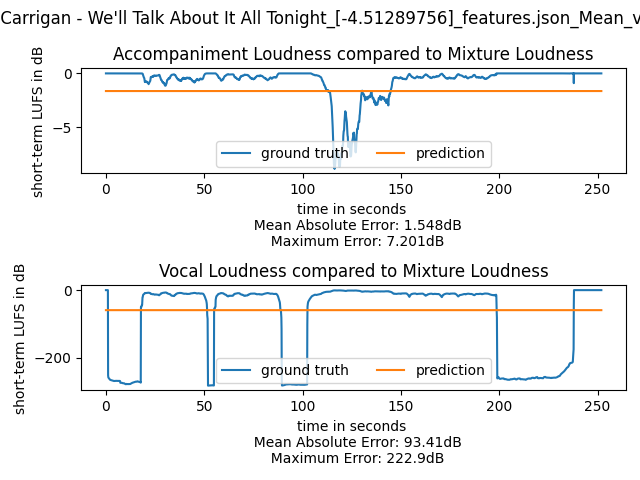 Carrigan - We'll Talk About It All Tonight_[-4.51289756]_features.json_Mean_v
Accompaniment Loudness compared to Mixture Loudness
short-term LUFS in dB
0
−5
ground truth
prediction
0 50 100 150 200 250
time in seconds
Mean Absolute Error: 1.548dB
Maximum Error: 7.201dB
Vocal Loudness compared to Mixture Loudness
short-term LUFS in dB
0
−200
ground truth
prediction
0 50 100 150 200 250
time in seconds
Mean Absolute Error: 93.41dB
Maximum Error: 222.9dB